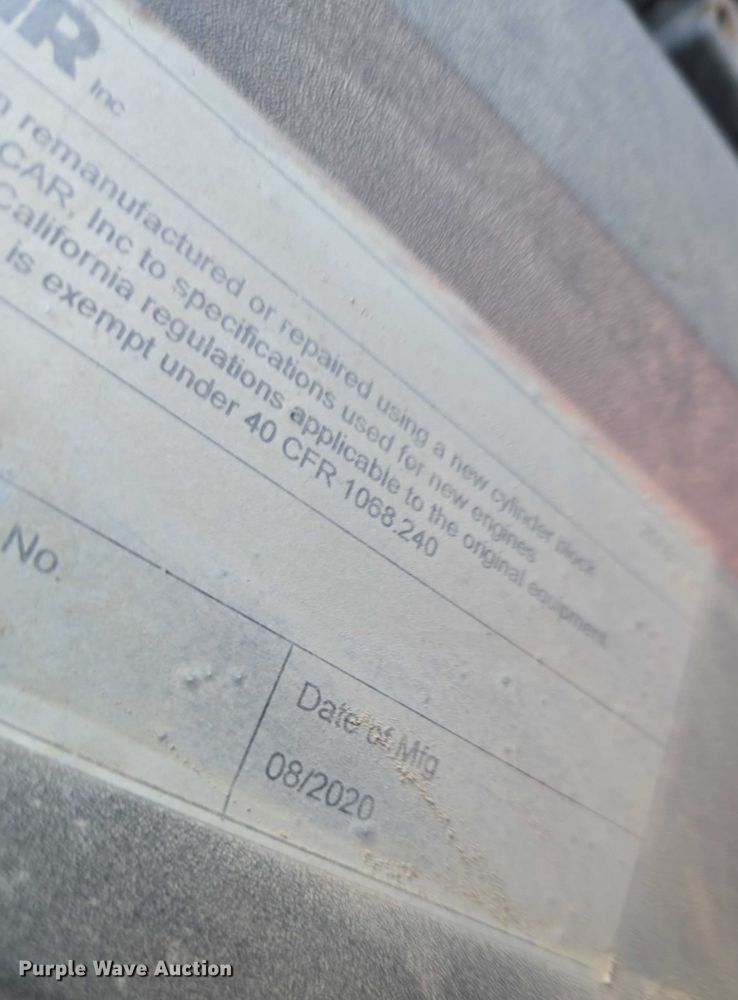 Inc
remanufactured or repaired using a new cylinder block
CAR, Inc to specifications used for new engines
California regulations applicable to the original equipment
is exempt under 40 CFR 1068.240
No.
Date of Mfg
08/2020
Purple Wave Auction